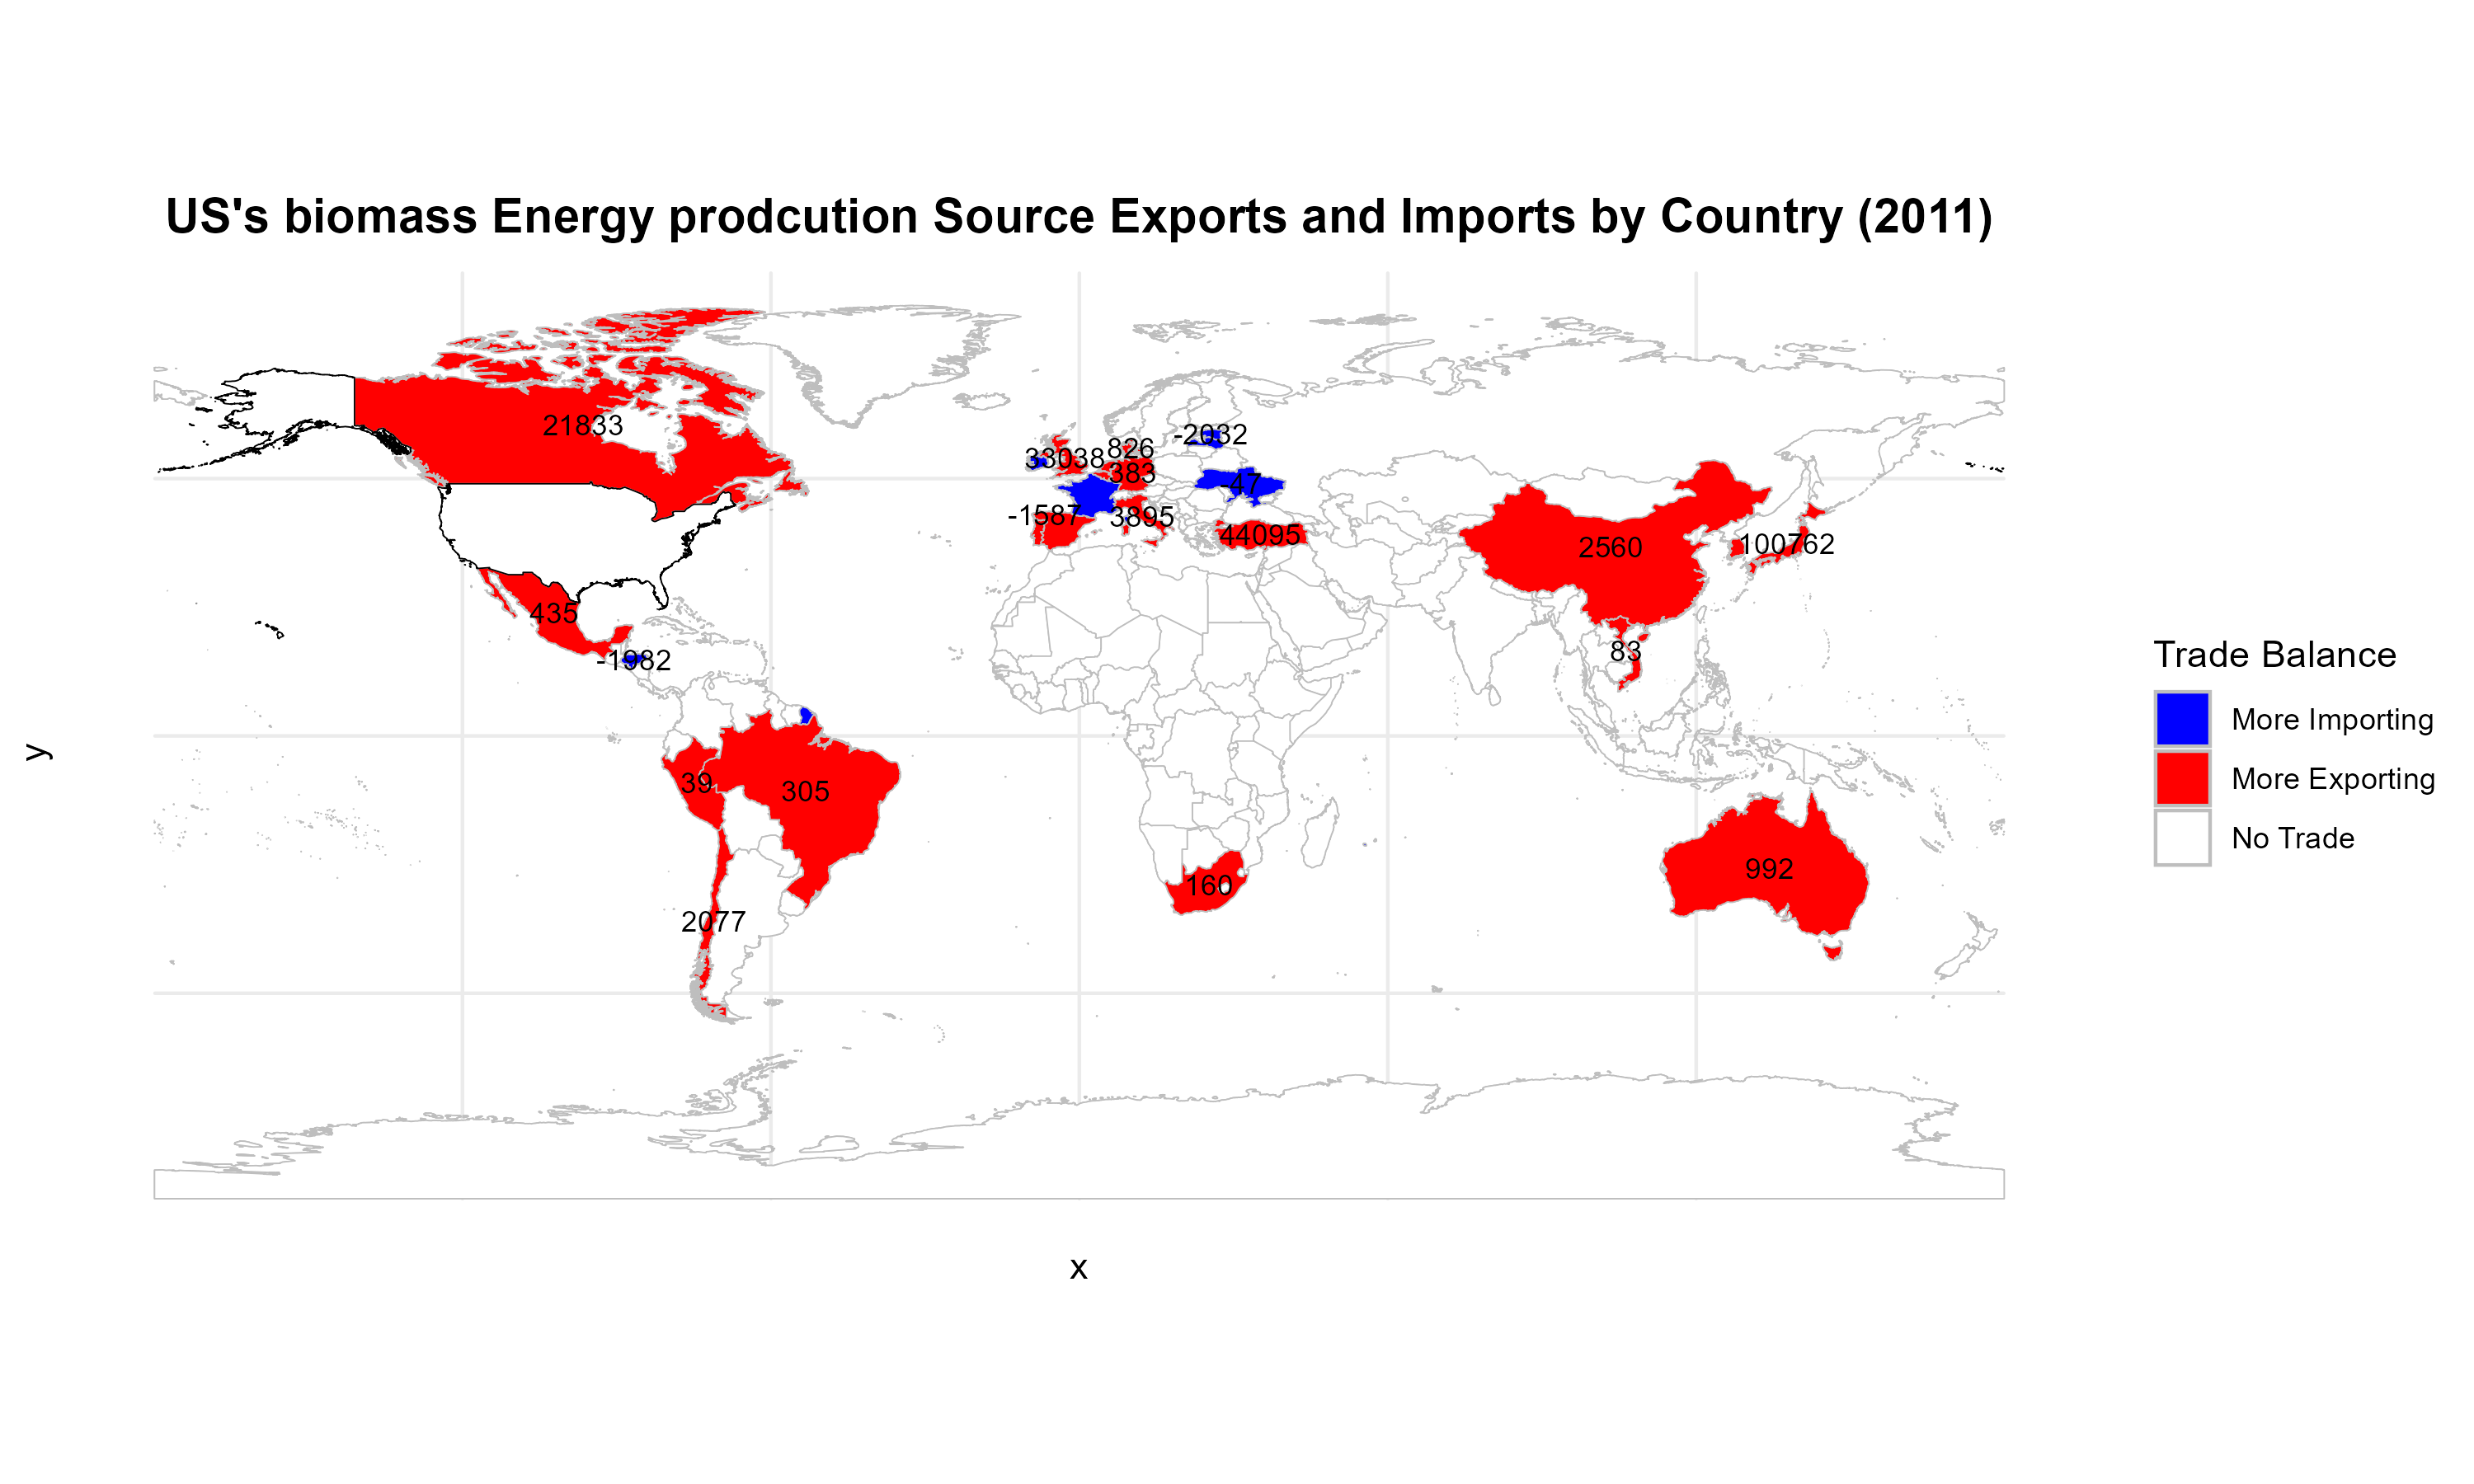 US's biomass Energy prodcution Source Exports and Imports by Country (2011)
21833
-2032
826
33038
383
-47
-1587
3895
44095
2560
100762
435
83
-1982
39
305
992
160
2077
y
x
Trade Balance
More Importing
More Exporting
No Trade